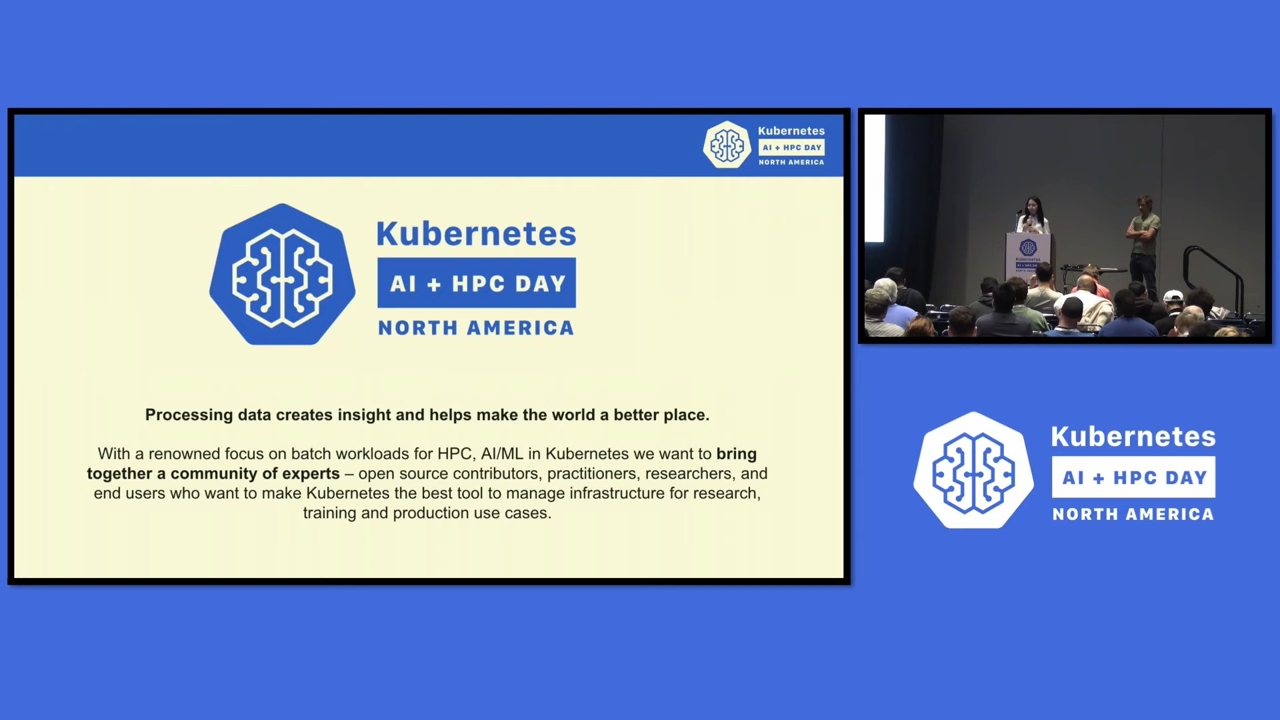 Kubernetes
AI + HPC DAY
NORTH AMERICA
Kubernetes
AI + HPC DAY
NORTH AMERICA
Processing data creates insight and helps make the world a better place.
With a renowned focus on batch workloads for HPC, AI/ML in Kubernetes we want to bring
together a community of experts – open source contributors, practitioners, researchers, and
end users who want to make Kubernetes the best tool to manage infrastructure for research,
training and production use cases.
Kubernetes
Kubernetes
AI + HPC DAY
NORTH AMERICA